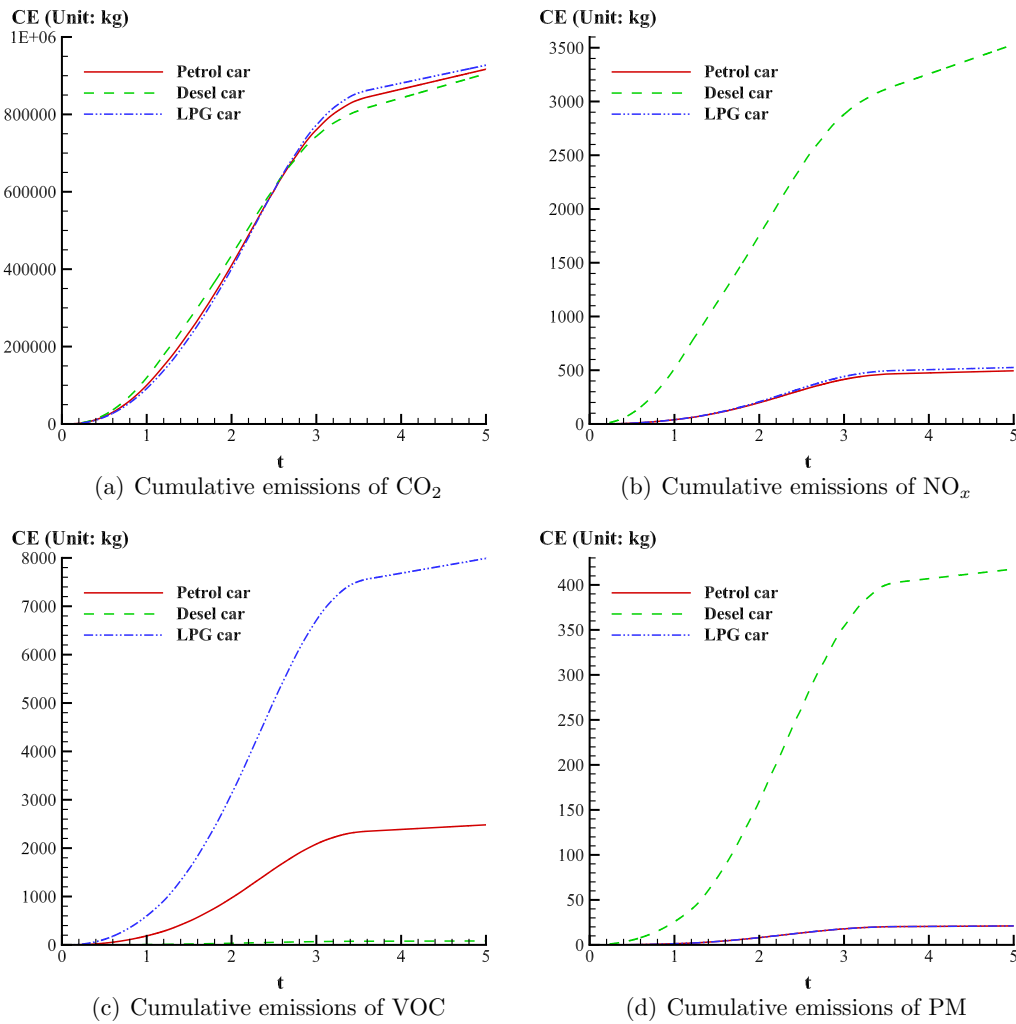 CE (Unit: kg)
1E+06
800000
600000
400000
200000
0
0 1 2 3 4 5
t
Petrol car
Desel car
LPG car
(a) Cumulative emissions of CO₂
CE (Unit: kg)
3500
3000
2500
2000
1500
1000
500
0
0 1 2 3 4 5
t
Petrol car
Desel car
LPG car
(b) Cumulative emissions of NOₓ
CE (Unit: kg)
8000
7000
6000
5000
4000
3000
2000
1000
0
0 1 2 3 4 5
t
Petrol car
Desel car
LPG car
(c) Cumulative emissions of VOC
CE (Unit: kg)
400
350
300
250
200
150
100
50
0
0 1 2 3 4 5
t
Petrol car
Desel car
LPG car
(d) Cumulative emissions of PM